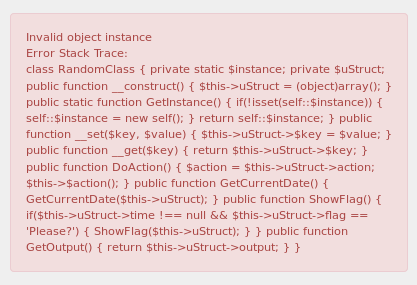 Invalid object instance
Error Stack Trace:
class RandomClass { private static $instance; private $uStruct;
public function __construct() { $this->uStruct = (object)array(); }
public static function GetInstance() { if(!isset(self::$instance)) {
self::$instance = new self(); } return self::$instance; } public
function __set($key, $value) { $this->uStruct->$key = $value; }
public function __get($key) { return $this->uStruct->$key; }
public function DoAction() { $action = $this->uStruct->action;
$this->$action(); } public function GetCurrentDate() {
GetCurrentDate($this->uStruct); } public function ShowFlag() {
if($this->uStruct->time !== null && $this->uStruct->flag ==
'Please?') { ShowFlag($this->uStruct); } } public function
GetOutput() { return $this->uStruct->output; } }